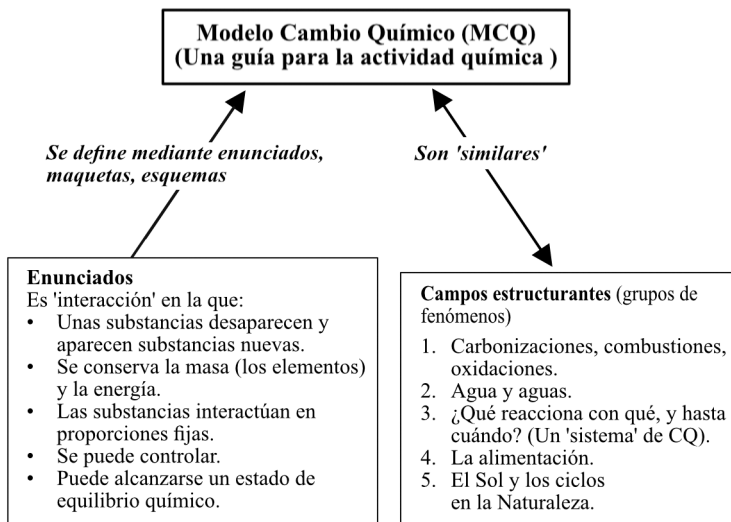 Modelo Cambio Químico (MCQ)
(Una guía para la actividad química )
Se define mediante enunciados,
maquetas, esquemas
Son 'similares'
Enunciados
Es 'interacción' en la que:
• Unas substancias desaparecen y
aparecen substancias nuevas.
• Se conserva la masa (los elementos)
y la energía.
• Las substancias interactúan en
proporciones fijas.
• Se puede controlar.
• Puede alcanzarse un estado de
equilibrio químico.
Campos estructurantes (grupos de
fenómenos)
1. Carbonizaciones, combustiones,
oxidaciones.
2. Agua y aguas.
3. ¿Qué reacciona con qué, y hasta
cuándo? (Un 'sistema' de CQ).
4. La alimentación.
5. El Sol y los ciclos
en la Naturaleza.